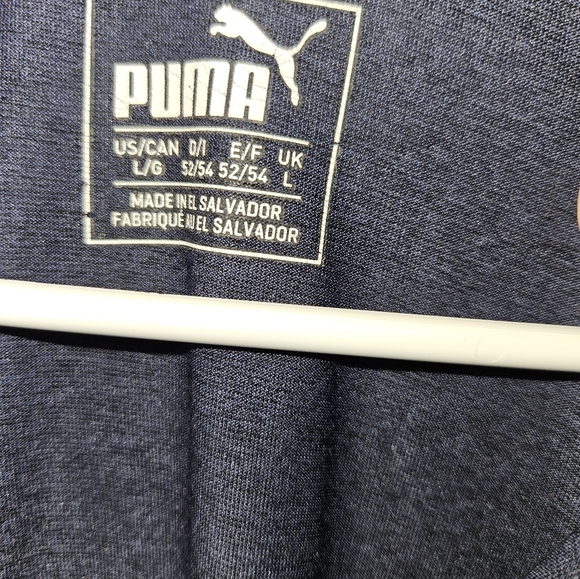 PUMA
US/CAN D/I E/F UK
L/G 52/54 52/54 L
MADE IN EL SALVADOR
FABRIQUÉ AU EL SALVADOR